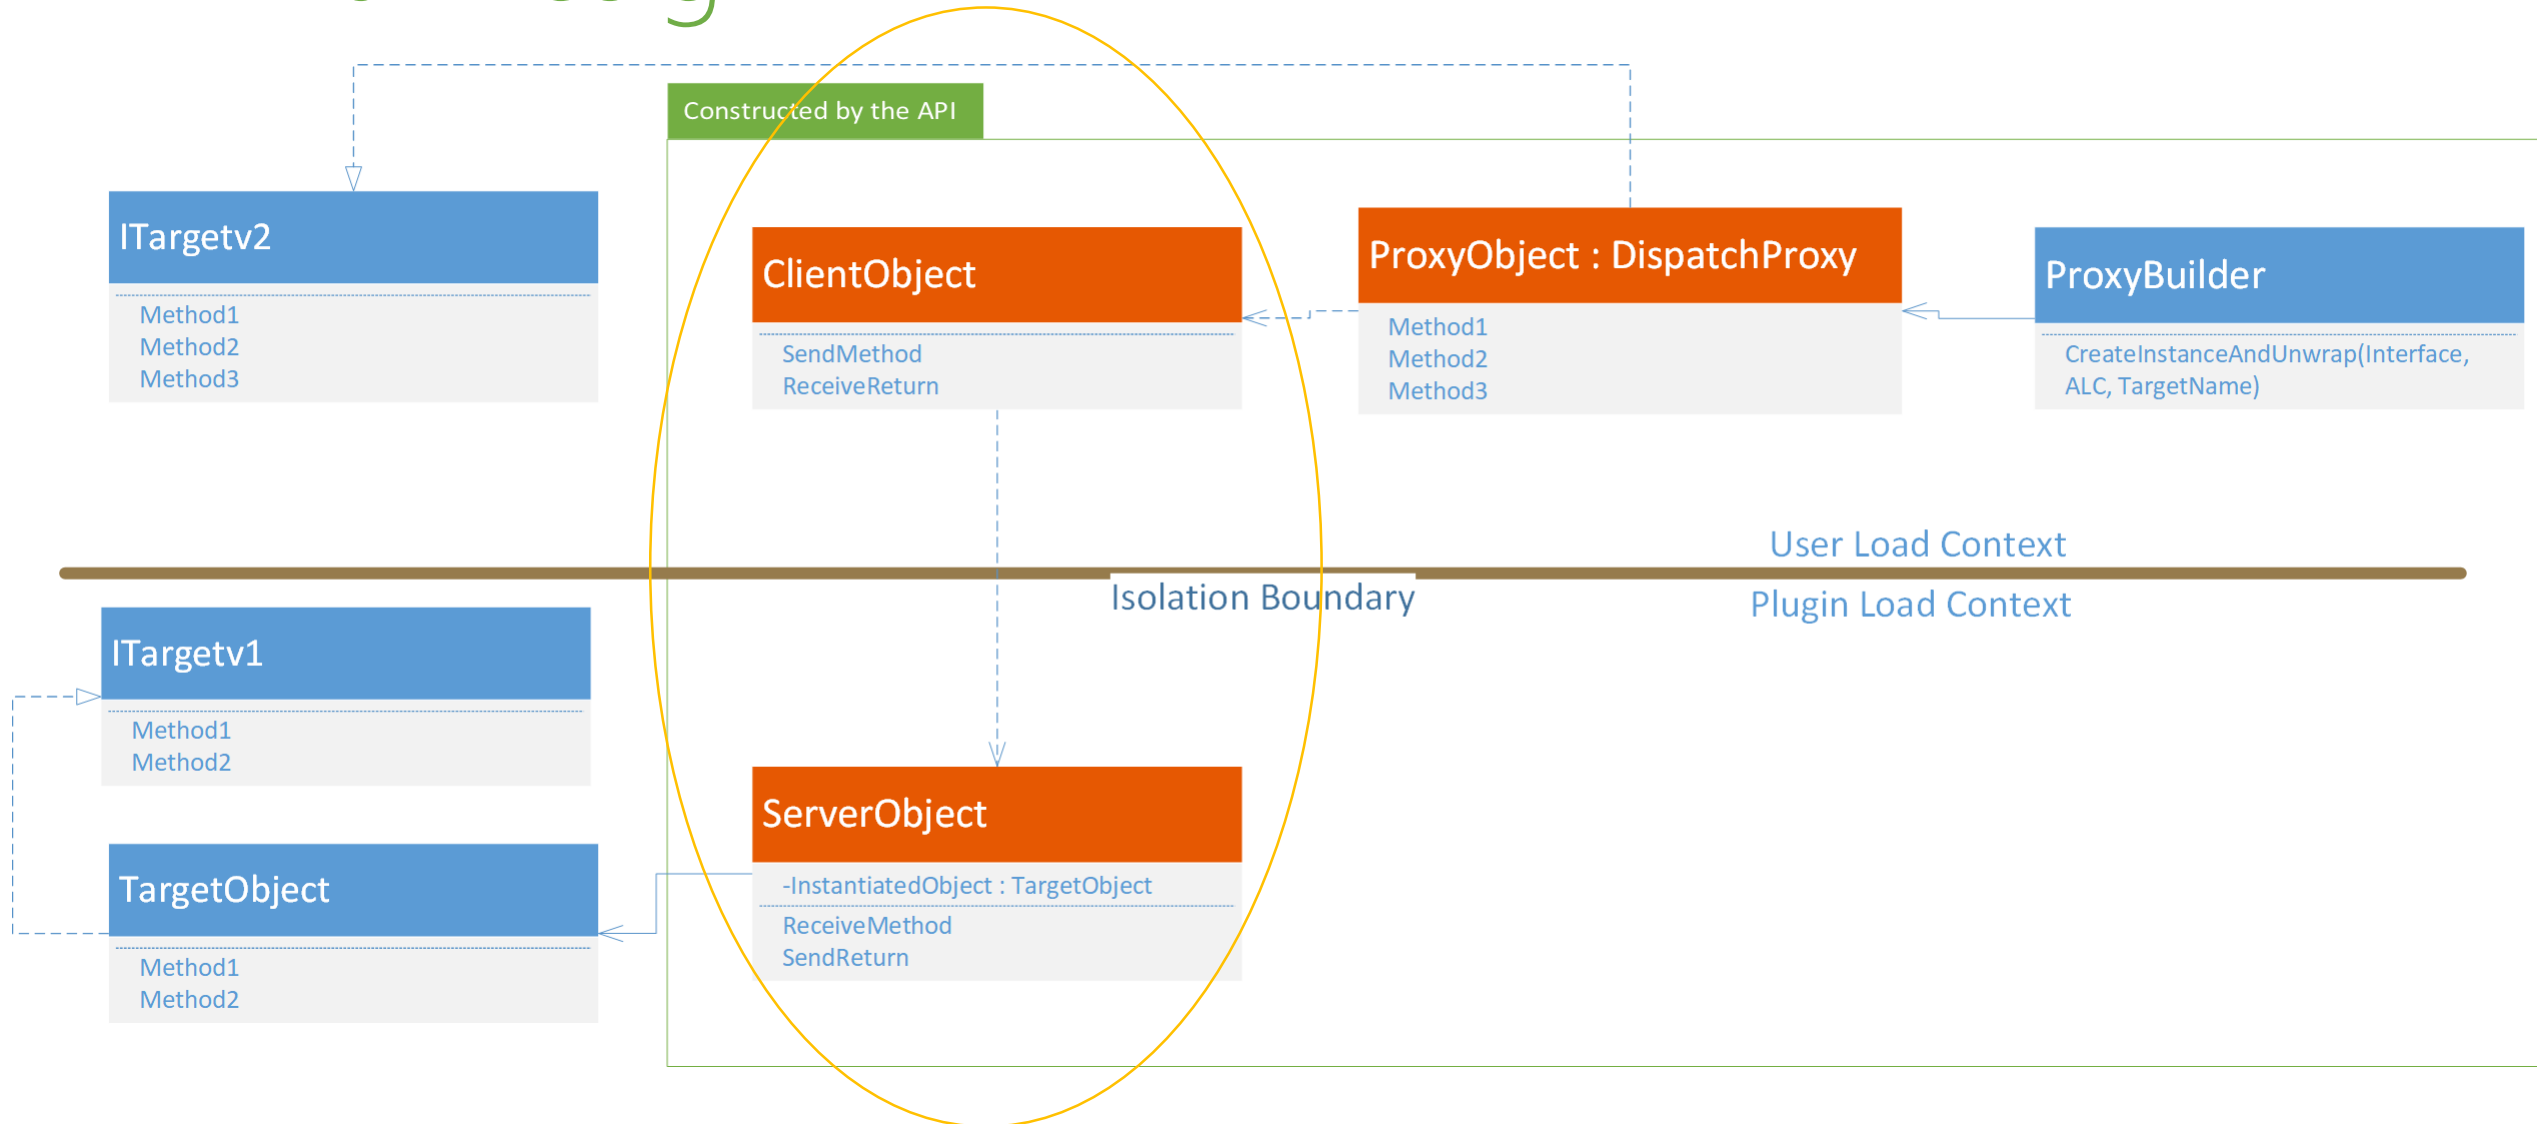 Constructed by the API
ITargetv2
Method1
Method2
Method3
ClientObject
SendMethod
ReceiveReturn
ProxyObject : DispatchProxy
Method1
Method2
Method3
ProxyBuilder
CreateInstanceAndUnwrap(Interface,
ALC, TargetName)
User Load Context
Isolation Boundary
Plugin Load Context
ITargetv1
Method1
Method2
TargetObject
Method1
Method2
ServerObject
-InstantiatedObject : TargetObject
ReceiveMethod
SendReturn